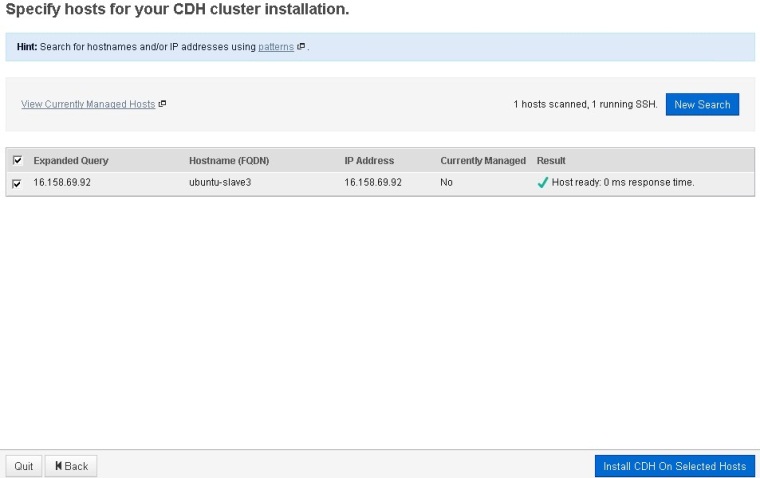 Specify hosts for your CDH cluster installation.
Hint: Search for hostnames and/or IP addresses using patterns .
View Currently Managed Hosts 1 hosts scanned, 1 running SSH. New Search
Expanded Query Hostname (FQDN) IP Address Currently Managed Result
16.158.69.92 ubuntu-slave3 16.158.69.92 No Host ready: 0 ms response time.
Quit Back Install CDH On Selected Hosts